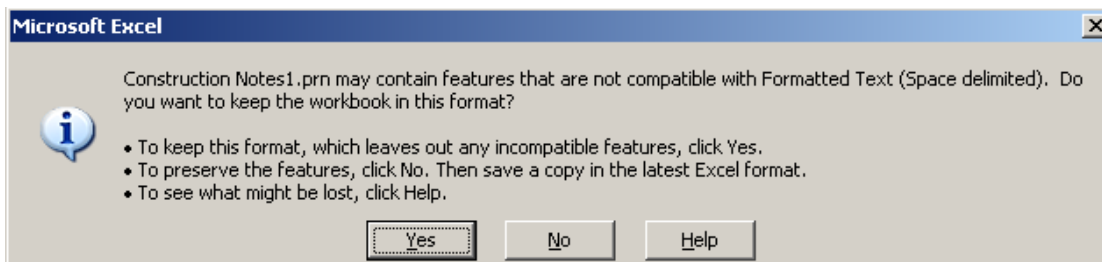 Microsoft Excel
Construction Notes1.prn may contain features that are not compatible with Formatted Text (Space delimited).  Do
you want to keep the workbook in this format?
• To keep this format, which leaves out any incompatible features, click Yes.
• To preserve the features, click No. Then save a copy in the latest Excel format.
• To see what might be lost, click Help.
Yes No Help